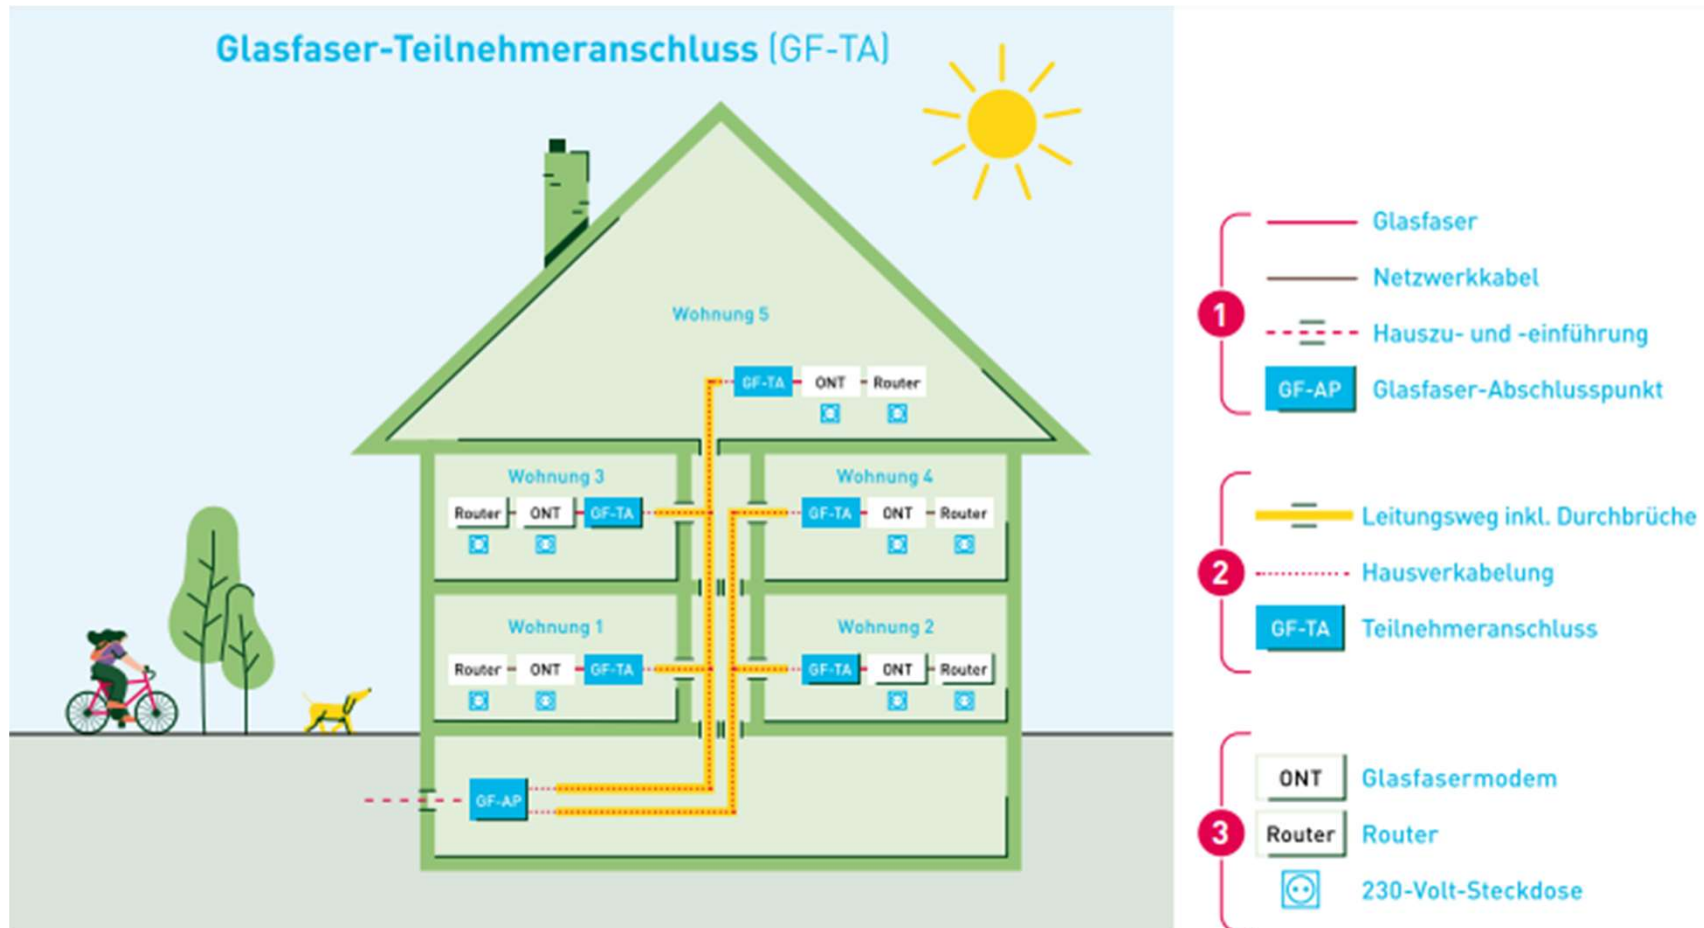 Glasfaser-Teilnehmeranschluss (GF-TA)
Wohnung 5
GF-TA ONT Router
Wohnung 3
Router ONT GF-TA
Wohnung 4
GF-TA ONT Router
Wohnung 1
Router ONT GF-TA
Wohnung 2
GF-TA ONT Router
GF-AP
1
Glasfaser
Netzwerkkabel
Hauszu- und -einführung
GF-AP Glasfaser-Abschlusspunkt
2
Leitungsweg inkl. Durchbrüche
Hausverkabelung
GF-TA Teilnehmeranschluss
3
ONT Glasfasermodem
Router Router
230-Volt-Steckdose